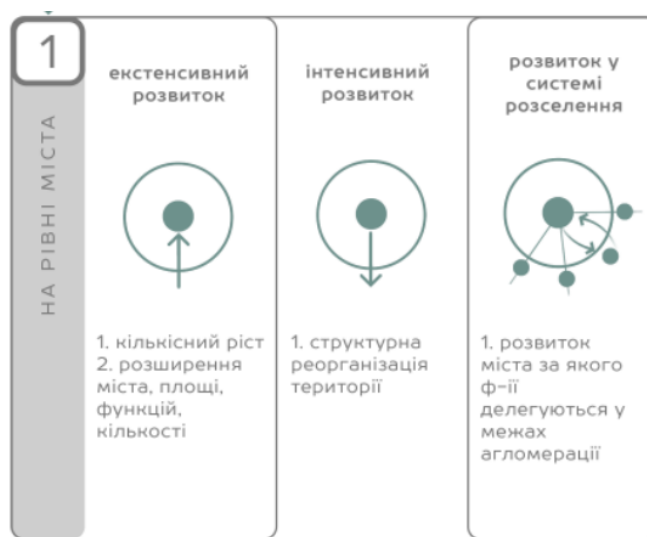 1
НА РІВНІ МІСТА
екстенсивний
розвиток
1. кількісний ріст
2. розширення
міста, площі,
функцій,
кількості
інтенсивний
розвиток
1. структурна
реорганізація
території
розвиток у
системі
розселення
1. розвиток
міста за якого
ф-ії
делегуються у
межах
агломерації